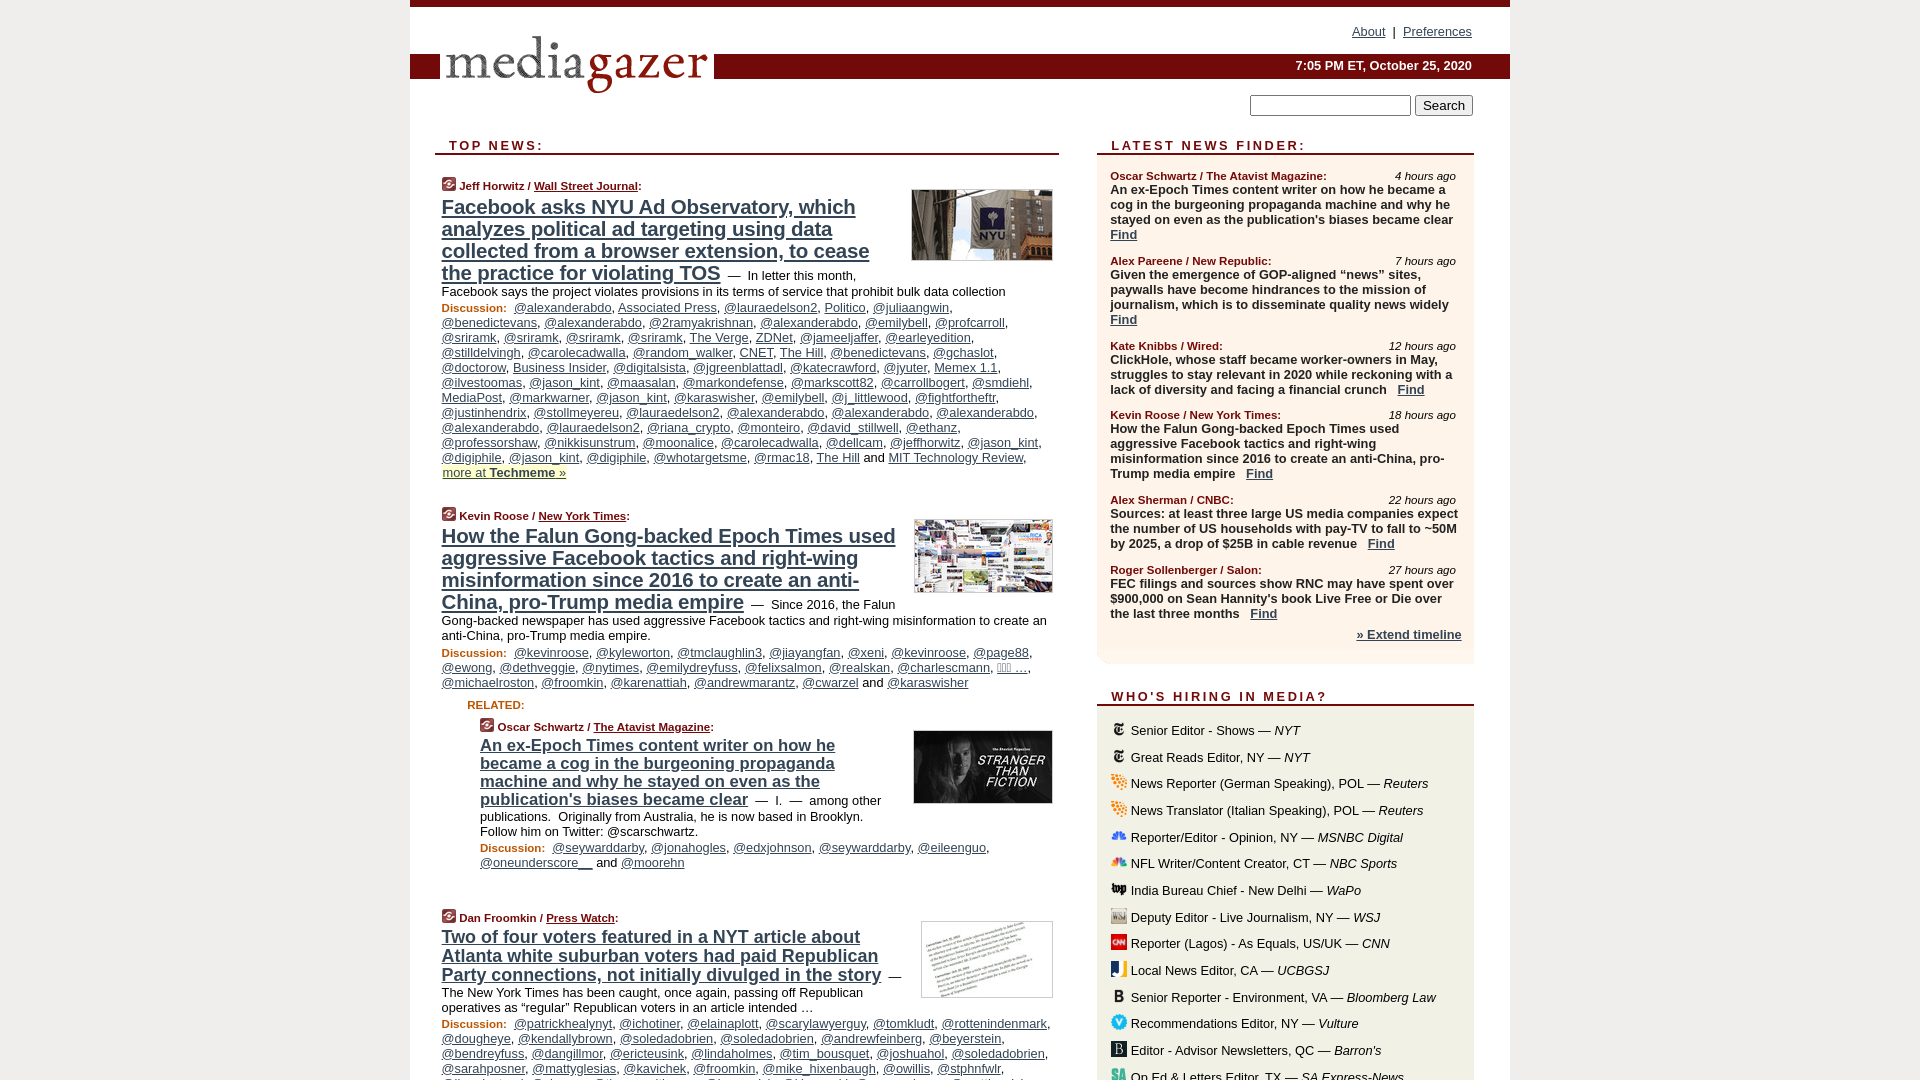 About | Preferences
mediagazer
7:05 PM ET, October 25, 2020
Search
TOP NEWS:
Jeff Horwitz / Wall Street Journal:
Facebook asks NYU Ad Observatory, which
analyzes political ad targeting using data
collected from a browser extension, to cease
the practice for violating TOS — In letter this month,
Facebook says the project violates provisions in its terms of service that prohibit bulk data collection
NYU
Discussion: @alexanderabdo, Associated Press, @lauraedelson2, Politico, @juliaangwin,
@benedictevans, @alexanderabdo, @2ramyakrishnan, @alexanderabdo, @emilybell, @profcarroll,
@sriramk, @sriramk, @sriramk, @sriramk, The Verge, ZDNet, @jameeljaffer, @earleyedition,
@stilldelvingh, @carolecadwalla, @random_walker, CNET, The Hill, @benedictevans, @gchaslot,
@doctorow, Business Insider, @digitalsista, @jgreenblattadl, @katecrawford, @jyuter, Memex 1.1,
@ilvestoomas, @jason_kint, @maasalan, @markondefense, @markscott82, @carrollbogert, @smdiehl,
MediaPost, @markwarner, @jason_kint, @karaswisher, @emilybell, @j_littlewood, @fightfortheftr,
@justinhendrix, @stollmeyereu, @lauraedelson2, @alexanderabdo, @alexanderabdo, @alexanderabdo,
@alexanderabdo, @lauraedelson2, @riana_crypto, @monteiro, @david_stillwell, @ethanz,
@professorshaw, @nikkisunstrum, @moonalice, @carolecadwalla, @dellcam, @jeffhorwitz, @jason_kint,
@digiphile, @jason_kint, @digiphile, @whotargetsme, @rmac18, The Hill and MIT Technology Review,
more at Techmeme »
Kevin Roose / New York Times:
How the Falun Gong-backed Epoch Times used
aggressive Facebook tactics and right-wing
misinformation since 2016 to create an anti-
China, pro-Trump media empire — Since 2016, the Falun
Gong-backed newspaper has used aggressive Facebook tactics and right-wing misinformation to create an
anti-China, pro-Trump media empire.
Discussion: @kevinroose, @kyleworton, @tmclaughlin3, @jiayangfan, @xeni, @kevinroose, @page88,
@ewong, @dethveggie, @nytimes, @emilydreyfuss, @felixsalmon, @realskan, @charlescmann, …,
@michaelroston, @froomkin, @karenattiah, @andrewmarantz, @cwarzel and @karaswisher
RELATED:
Oscar Schwartz / The Atavist Magazine:
An ex-Epoch Times content writer on how he
became a cog in the burgeoning propaganda
machine and why he stayed on even as the
publication's biases became clear — I. — among other
publications. Originally from Australia, he is now based in Brooklyn.
Follow him on Twitter: @scarschwartz.
the Atavist Magazine
STRANGER
THAN
FICTION
Discussion: @seywarddarby, @jonahogles, @edxjohnson, @seywarddarby, @eileenguo,
@oneunderscore__ and @moorehn
Dan Froomkin / Press Watch:
Two of four voters featured in a NYT article about
Atlanta white suburban voters had paid Republican
Party connections, not initially divulged in the story —
The New York Times has been caught, once again, passing off Republican
operatives as “regular” Republican voters in an article intended …
Discussion: @patrickhealynyt, @ichotiner, @elainaplott, @scarylawyerguy, @tomkludt, @rottenindenmark,
@dougheye, @kendallybrown, @soledadobrien, @soledadobrien, @andrewfeinberg, @beyerstein,
@bendreyfuss, @dangillmor, @ericteusink, @lindaholmes, @tim_bousquet, @joshuahol, @soledadobrien,
@sarahposner, @mattyglesias, @kavichek, @froomkin, @mike_hixenbaugh, @owillis, @stphnfwlr,
LATEST NEWS FINDER:
Oscar Schwartz / The Atavist Magazine: 4 hours ago
An ex-Epoch Times content writer on how he became a
cog in the burgeoning propaganda machine and why he
stayed on even as the publication's biases became clear
Find
Alex Pareene / New Republic: 7 hours ago
Given the emergence of GOP-aligned “news” sites,
paywalls have become hindrances to the mission of
journalism, which is to disseminate quality news widely
Find
Kate Knibbs / Wired: 12 hours ago
ClickHole, whose staff became worker-owners in May,
struggles to stay relevant in 2020 while reckoning with a
lack of diversity and facing a financial crunch Find
Kevin Roose / New York Times: 18 hours ago
How the Falun Gong-backed Epoch Times used
aggressive Facebook tactics and right-wing
misinformation since 2016 to create an anti-China, pro-
Trump media empire Find
Alex Sherman / CNBC: 22 hours ago
Sources: at least three large US media companies expect
the number of US households with pay-TV to fall to ~50M
by 2025, a drop of $25B in cable revenue Find
Roger Sollenberger / Salon: 27 hours ago
FEC filings and sources show RNC may have spent over
$900,000 on Sean Hannity's book Live Free or Die over
the last three months Find
» Extend timeline
WHO'S HIRING IN MEDIA?
Senior Editor - Shows — NYT
Great Reads Editor, NY — NYT
News Reporter (German Speaking), POL — Reuters
News Translator (Italian Speaking), POL — Reuters
Reporter/Editor - Opinion, NY — MSNBC Digital
NFL Writer/Content Creator, CT — NBC Sports
India Bureau Chief - New Delhi — WaPo
Deputy Editor - Live Journalism, NY — WSJ
Reporter (Lagos) - As Equals, US/UK — CNN
Local News Editor, CA — UCBGSJ
Senior Reporter - Environment, VA — Bloomberg Law
Recommendations Editor, NY — Vulture
Editor - Advisor Newsletters, QC — Barron's
Op Ed & Letters Editor, TX — SA Express-News